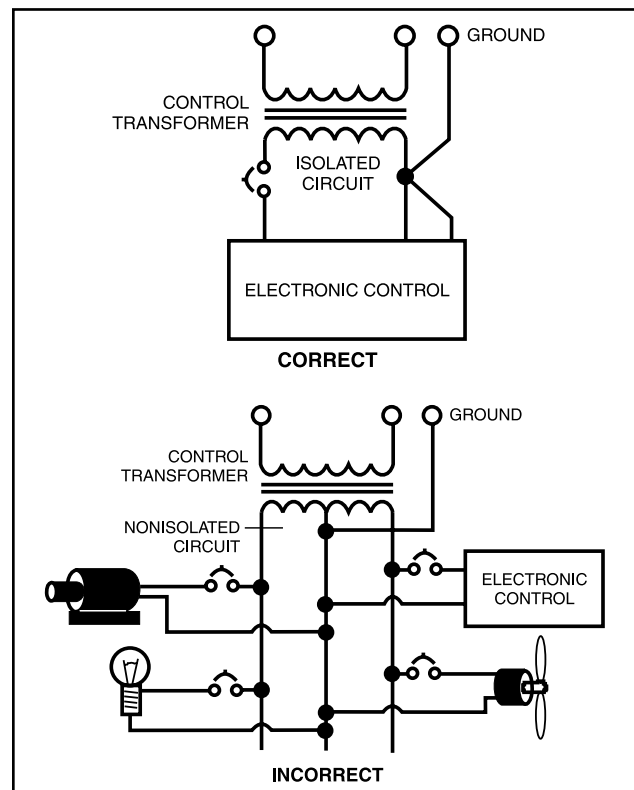 GROUND
CONTROL
TRANSFORMER
ISOLATED
CIRCUIT
ELECTRONIC CONTROL
CORRECT
GROUND
CONTROL
TRANSFORMER
NONISOLATED
CIRCUIT
ELECTRONIC
CONTROL
INCORRECT